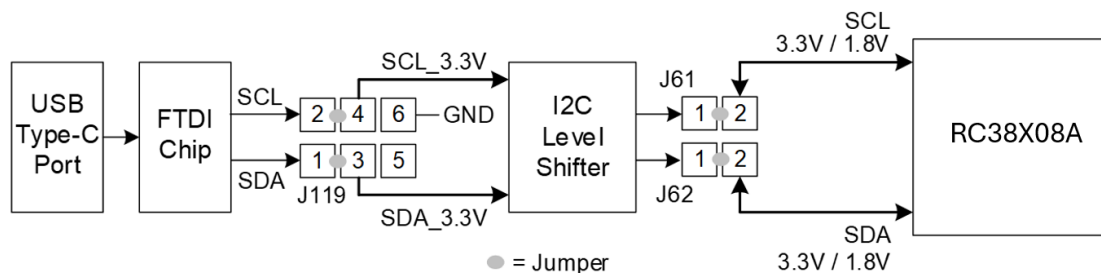 USB
Type-C
Port
FTDI
Chip
SCL
SDA
2 4 6
GND
1 3 5
J119
SCL_3.3V
SDA_3.3V
I2C
Level
Shifter
J61
1 2
1 2
J62
SCL
3.3V / 1.8V
SDA
3.3V / 1.8V
RC38X08A
= Jumper